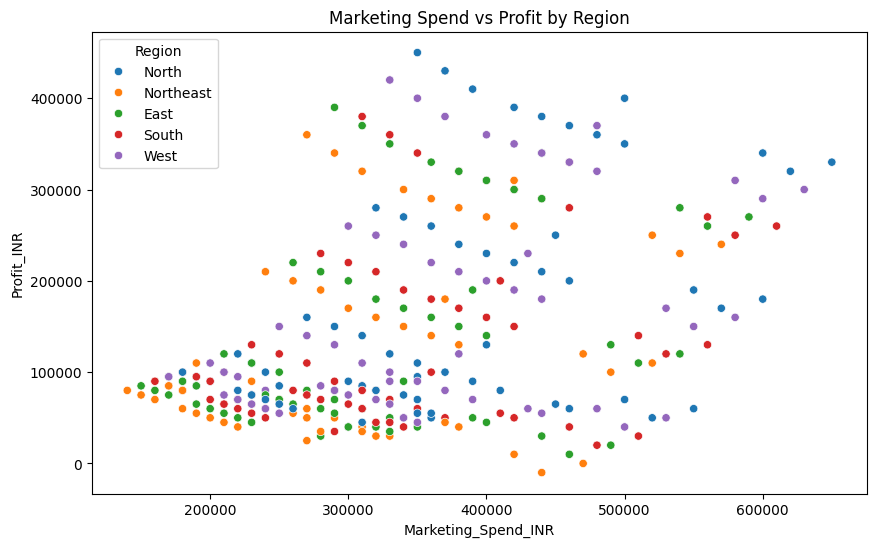 Marketing Spend vs Profit by Region
Region
North
Northeast
East
South
West
Profit_INR
400000
300000
200000
100000
0
200000
300000
400000
500000
600000
Marketing_Spend_INR